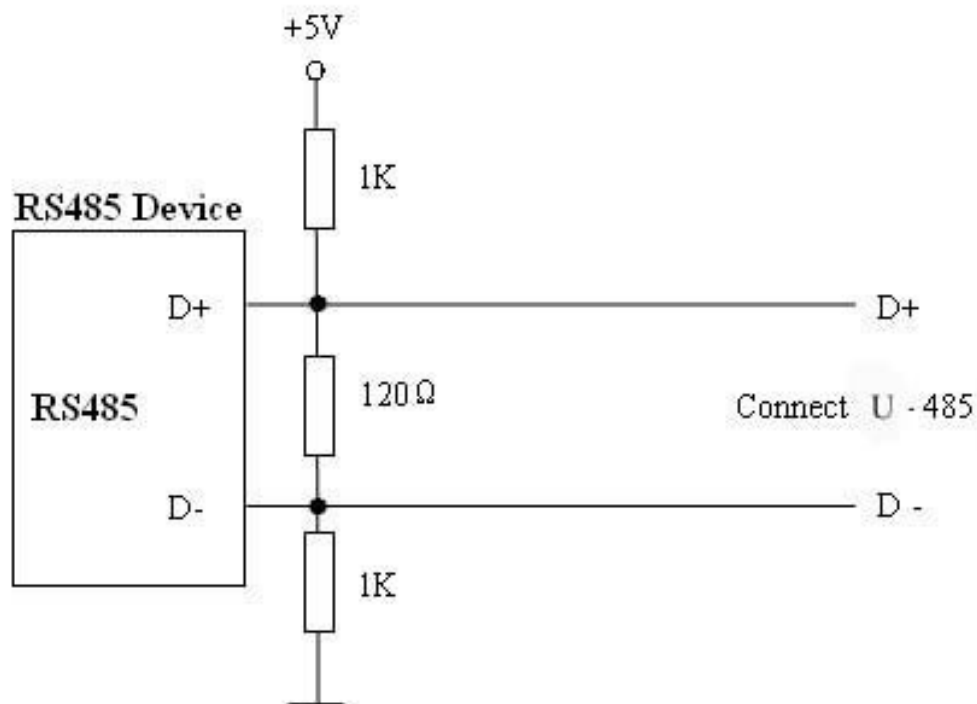 +5V
1K
RS485 Device
D+
D+
RS485
120Ω
Connect U - 485
D-
D -
1K